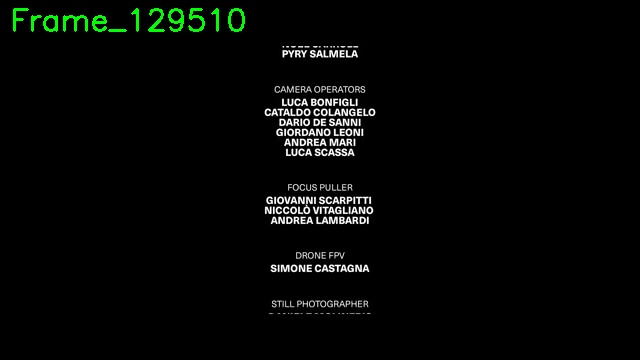 Frame_129510
PYRY SALMELA
CAMERA OPERATORS
LUCA BONFIGLI
CATALDO COLANGELO
DARIO DE SANNI
GIORDANO LEONI
ANDREA MARI
LUCA SCASSA
FOCUS PULLER
GIOVANNI SCARPITTI
NICCOLÒ VITAGLIANO
ANDREA LAMBARDI
DRONE FPV
SIMONE CASTAGNA
STILL PHOTOGRAPHER